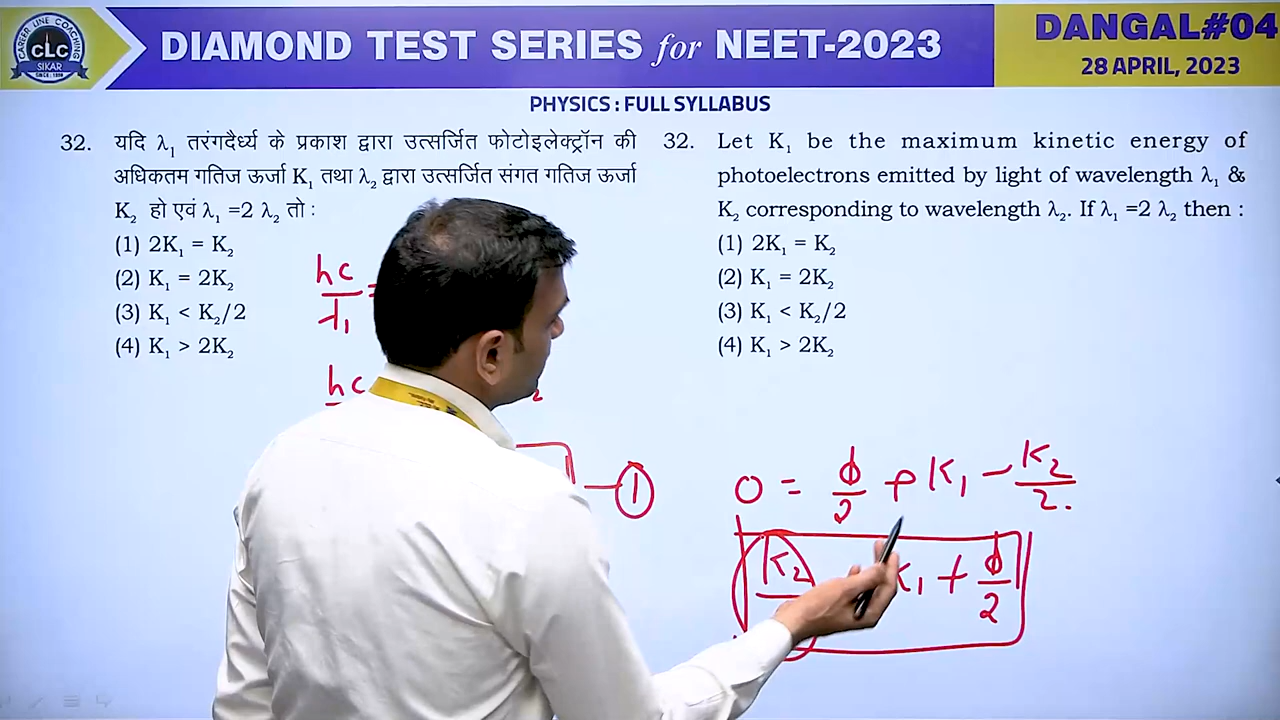 CAREER LINE COACHING
CLC
SIKAR
SINCE : 1996
DIAMOND TEST SERIES for NEET-2023
DANGAL#04
28 APRIL, 2023
PHYSICS : FULL SYLLABUS
32. यदि λ₁ तरंगदैर्ध्य के प्रकाश द्वारा उत्सर्जित फोटोइलेक्ट्रॉन की
अधिकतम गतिज ऊर्जा K₁ तथा λ₂ द्वारा उत्सर्जित संगत गतिज ऊर्जा
K₂ हो एवं λ₁ =2 λ₂ तो :
(1) 2K₁ = K₂
(2) K₁ = 2K₂
(3) K₁ < K₂/2
(4) K₁ > 2K₂
32. Let K₁ be the maximum kinetic energy of
photoelectrons emitted by light of wavelength λ₁ &
K₂ corresponding to wavelength λ₂. If λ₁ =2 λ₂ then :
(1) 2K₁ = K₂
(2) K₁ = 2K₂
(3) K₁ < K₂/2
(4) K₁ > 2K₂
hc/λ₁ =
hc
2
1
0 = ϕ/2 + K₁ - K₂/2.
K₂ K₁ + ϕ/2